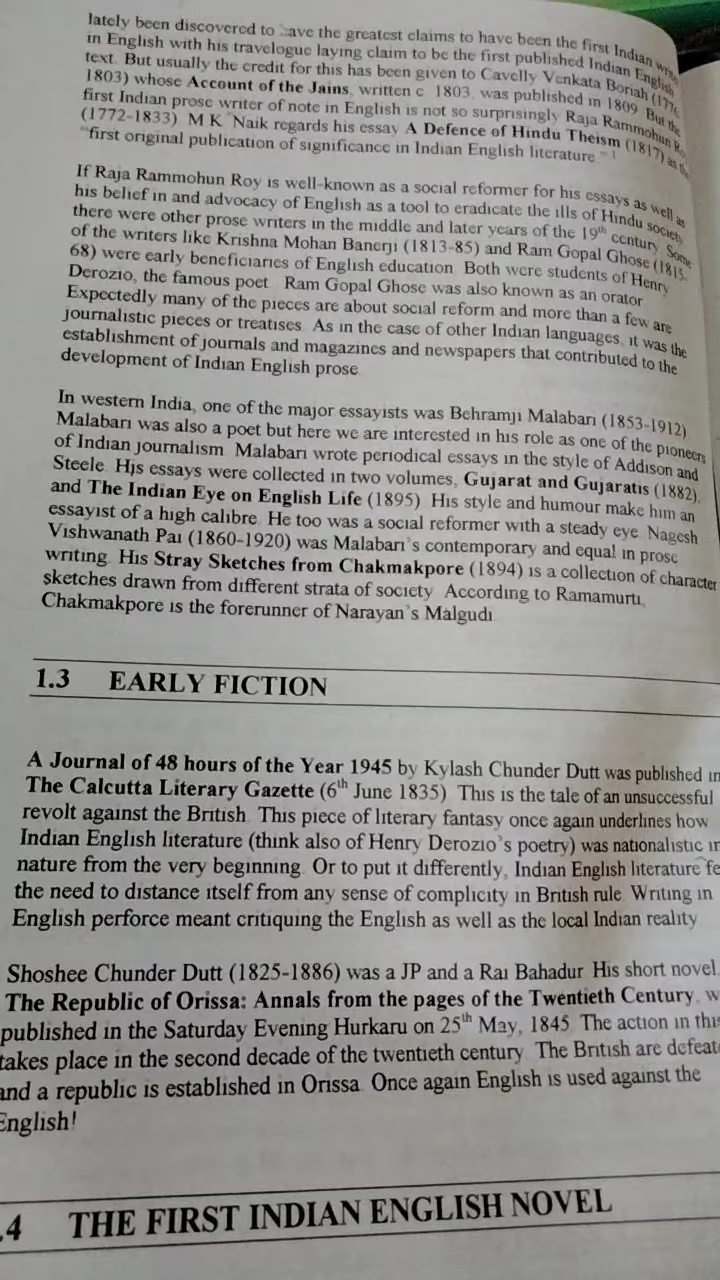 lately been discovered to have the greatest claims to have been the first Indian
in English with his travelogue laying claim to be the first published Indian English
text. But usually the credit for this has been given to Cavelly Venkata Boriah (1776
1803) whose Account of the Jains, written c 1803, was published in 1809 But the
first Indian prose writer of note in English is not so surprisingly Raja Rammohun Roy
(1772-1833) M K Naik regards his essay A Defence of Hindu Theism (1817) as the
"first original publication of significance in Indian English literature" 1
If Raja Rammohun Roy is well-known as a social reformer for his essays as well as
his belief in and advocacy of English as a tool to eradicate the ills of Hindu society,
there were other prose writers in the middle and later years of the 19th century Some
of the writers like Krishna Mohan Banerji (1813-85) and Ram Gopal Ghose (1815-
68) were early beneficiaries of English education Both were students of Henry
Derozio, the famous poet Ram Gopal Ghose was also known as an orator
Expectedly many of the pieces are about social reform and more than a few are
journalistic pieces or treatises. As in the case of other Indian languages, it was the
establishment of journals and magazines and newspapers that contributed to the
development of Indian English prose
In western India, one of the major essayists was Behramji Malabari (1853-1912)
Malabari was also a poet but here we are interested in his role as one of the pioneers
of Indian journalism Malabari wrote periodical essays in the style of Addison and
Steele. His essays were collected in two volumes, Gujarat and Gujaratis (1882),
and The Indian Eye on English Life (1895) His style and humour make him an
essayist of a high calibre. He too was a social reformer with a steady eye Nagesh
Vishwanath Pai (1860-1920) was Malabari's contemporary and equal in prose
writing. His Stray Sketches from Chakmakpore (1894) is a collection of character
sketches drawn from different strata of society According to Ramamurti,
Chakmakpore is the forerunner of Narayan's Malgudi
1.3 EARLY FICTION
A Journal of 48 hours of the Year 1945 by Kylash Chunder Dutt was published in
The Calcutta Literary Gazette (6th June 1835) This is the tale of an unsuccessful
revolt against the British This piece of literary fantasy once again underlines how
Indian English literature (think also of Henry Derozio's poetry) was nationalistic in
nature from the very beginning. Or to put it differently, Indian English literature fe
the need to distance itself from any sense of complicity in British rule Writing in
English perforce meant critiquing the English as well as the local Indian reality
Shoshee Chunder Dutt (1825-1886) was a JP and a Rai Bahadur His short novel,
The Republic of Orissa: Annals from the pages of the Twentieth Century, w
published in the Saturday Evening Hurkaru on 25th May, 1845 The action in this
takes place in the second decade of the twentieth century The British are defeate
and a republic is established in Orissa Once again English is used against the
English!
.4 THE FIRST INDIAN ENGLISH NOVEL